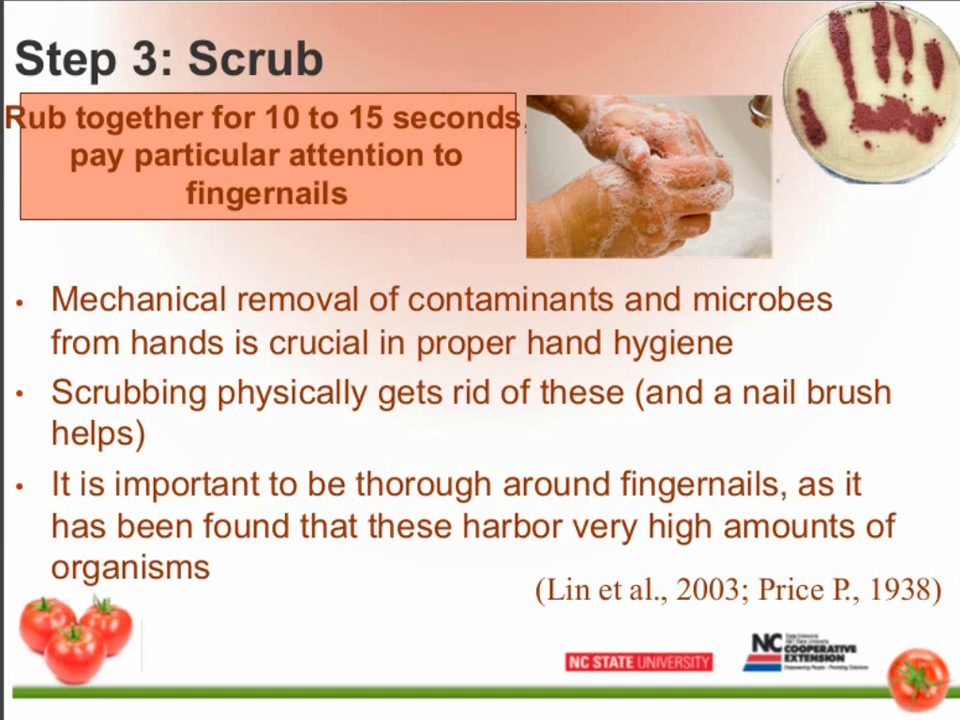 Step 3: Scrub
Rub together for 10 to 15 seconds,
pay particular attention to
fingernails
• Mechanical removal of contaminants and microbes
from hands is crucial in proper hand hygiene
• Scrubbing physically gets rid of these (and a nail brush
helps)
• It is important to be thorough around fingernails, as it
has been found that these harbor very high amounts of
organisms
(Lin et al., 2003; Price P., 1938)
NC STATE UNIVERSITY
NC
COOPERATIVE
EXTENSION